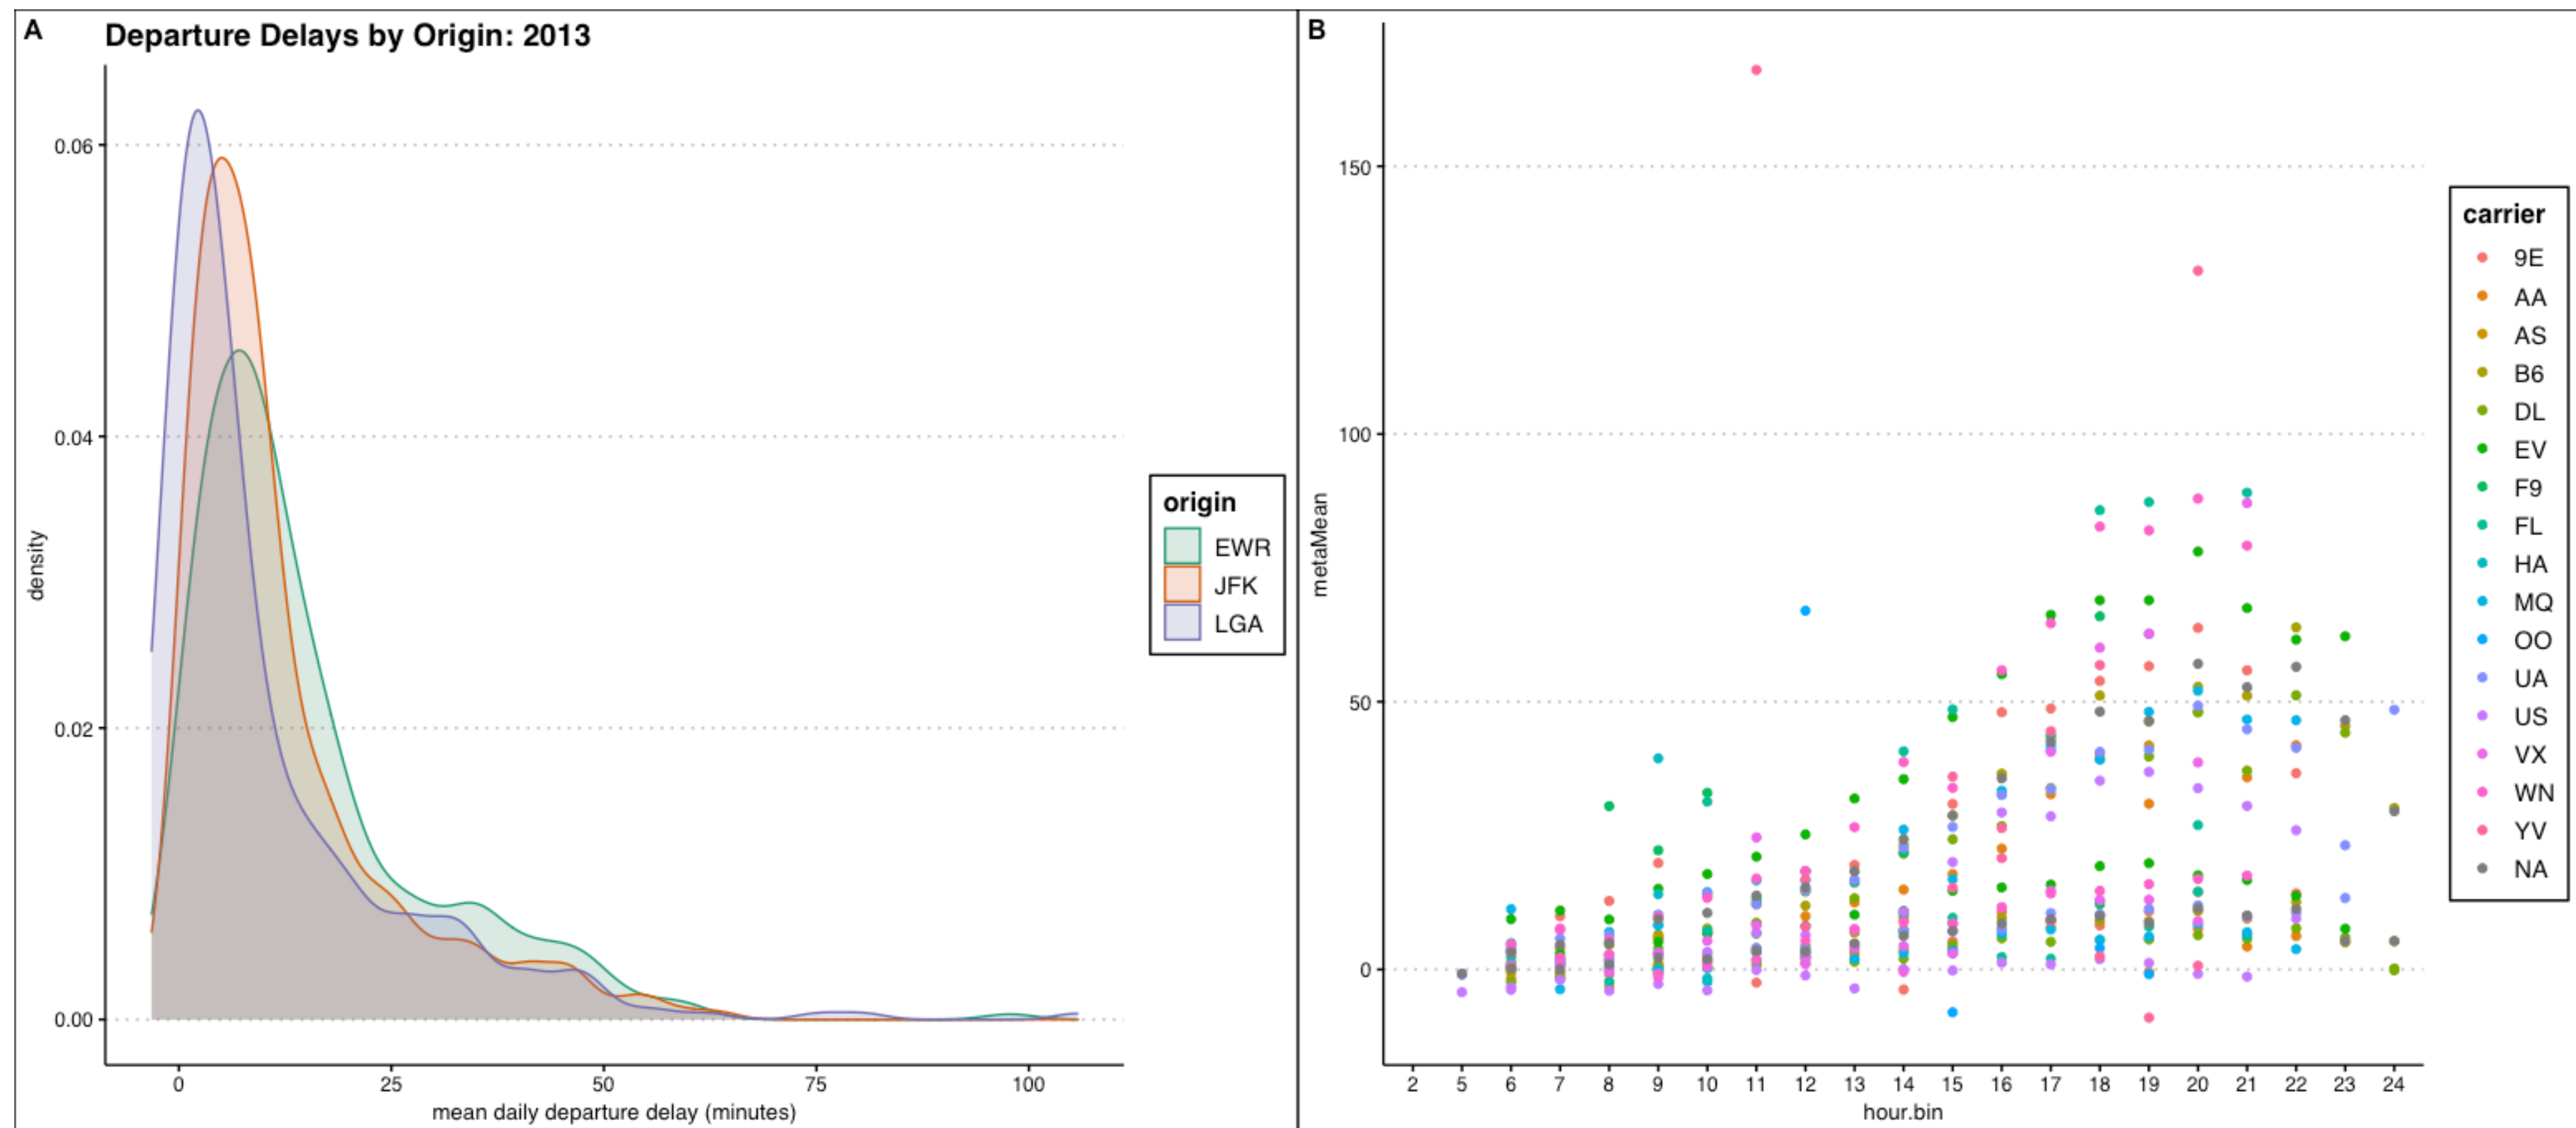 A
Departure Delays by Origin: 2013
0.06
0.04
0.02
0.00
density
0 25 50 75 100
mean daily departure delay (minutes)
origin
EWR
JFK
LGA
B
150
100
50
0
metaMean
2 5 6 7 8 9 10 11 12 13 14 15 16 17 18 19 20 21 22 23 24
hour.bin
carrier
9E
AA
AS
B6
DL
EV
F9
FL
HA
MQ
OO
UA
US
VX
WN
YV
NA